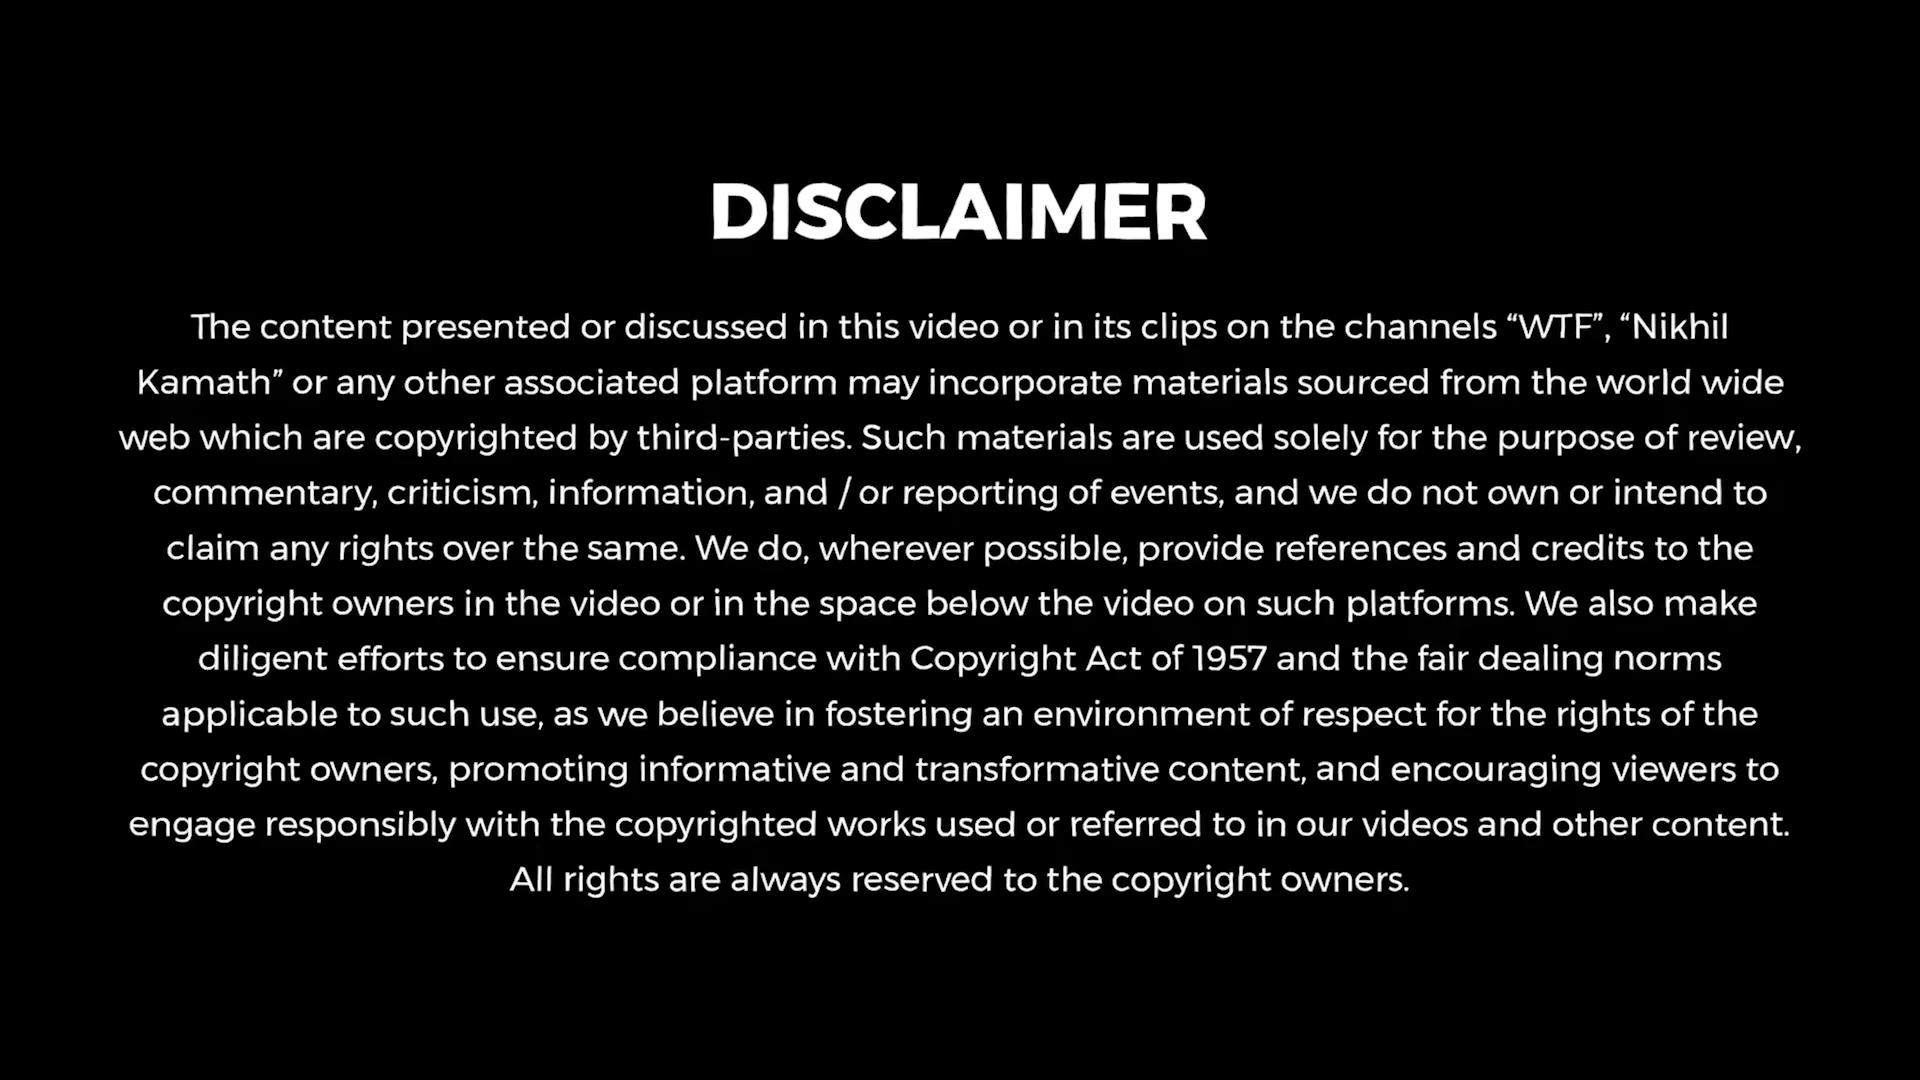 DISCLAIMER
The content presented or discussed in this video or in its clips on the channels “WTF”, “Nikhil
Kamath” or any other associated platform may incorporate materials sourced from the world wide
web which are copyrighted by third-parties. Such materials are used solely for the purpose of review,
commentary, criticism, information, and / or reporting of events, and we do not own or intend to
claim any rights over the same. We do, wherever possible, provide references and credits to the
copyright owners in the video or in the space below the video on such platforms. We also make
diligent efforts to ensure compliance with Copyright Act of 1957 and the fair dealing norms
applicable to such use, as we believe in fostering an environment of respect for the rights of the
copyright owners, promoting informative and transformative content, and encouraging viewers to
engage responsibly with the copyrighted works used or referred to in our videos and other content.
All rights are always reserved to the copyright owners.